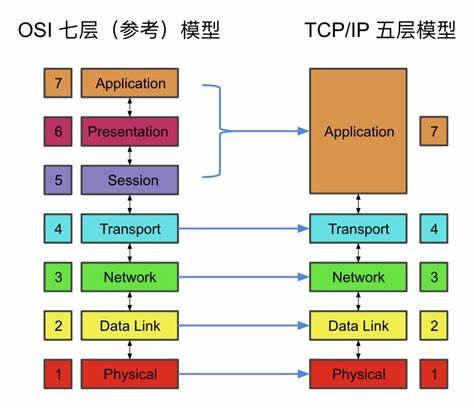 OSI 七层（参考）模型
TCP/IP 五层模型
7 Application
6 Presentation
5 Session
4 Transport
3 Network
2 Data Link
1 Physical
Application 7
Transport 4
Network 3
Data Link 2
Physical 1